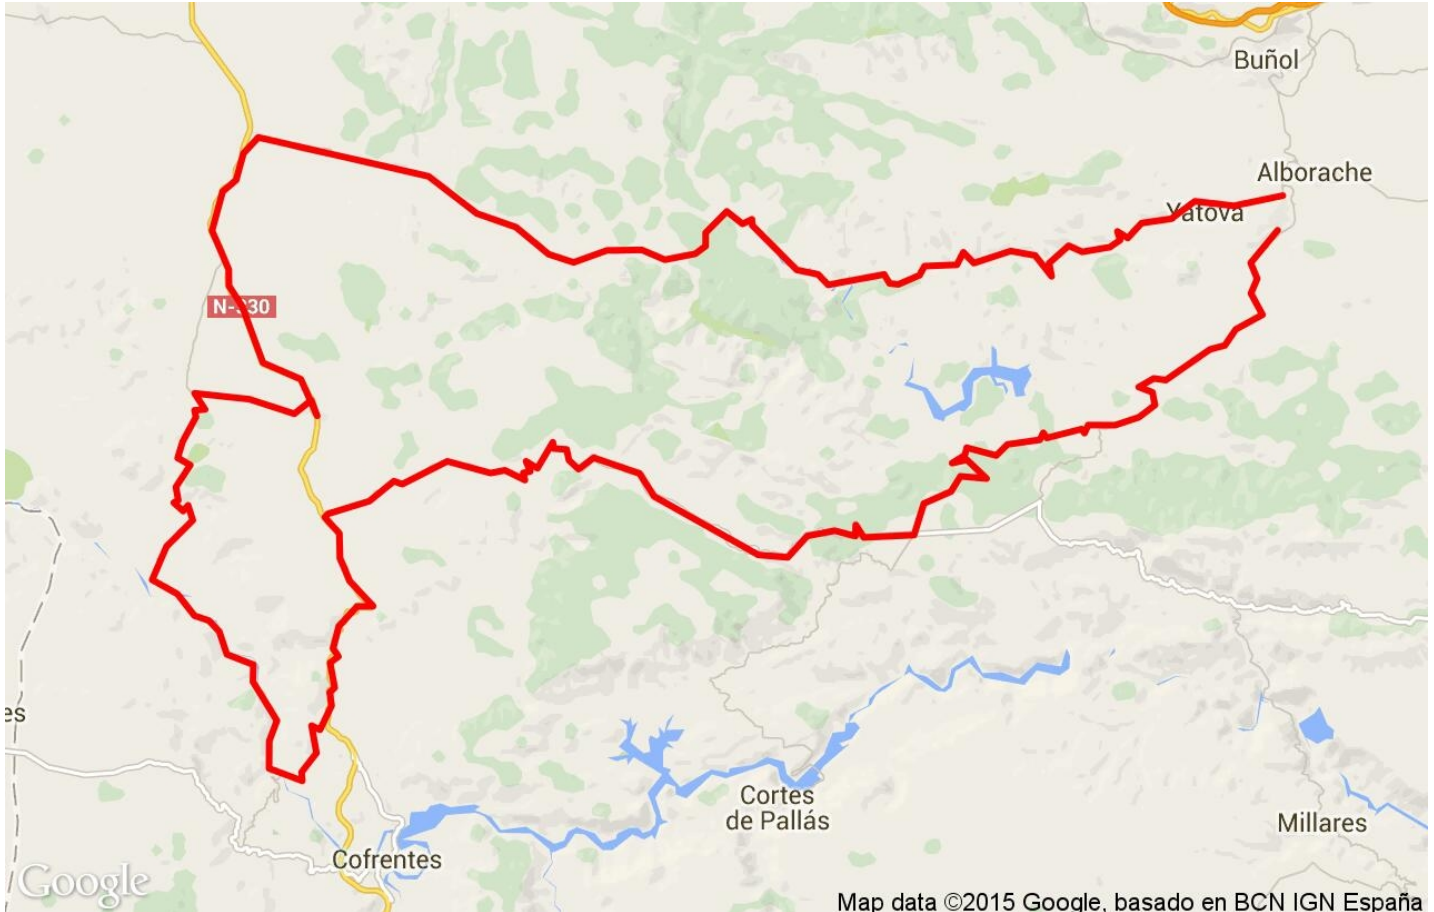 Buñol
Alborache
Yátova
N-330
es
Cortes
de Pallás
Millares
Cofrentes
Google
Map data ©2015 Google, basado en BCN IGN España